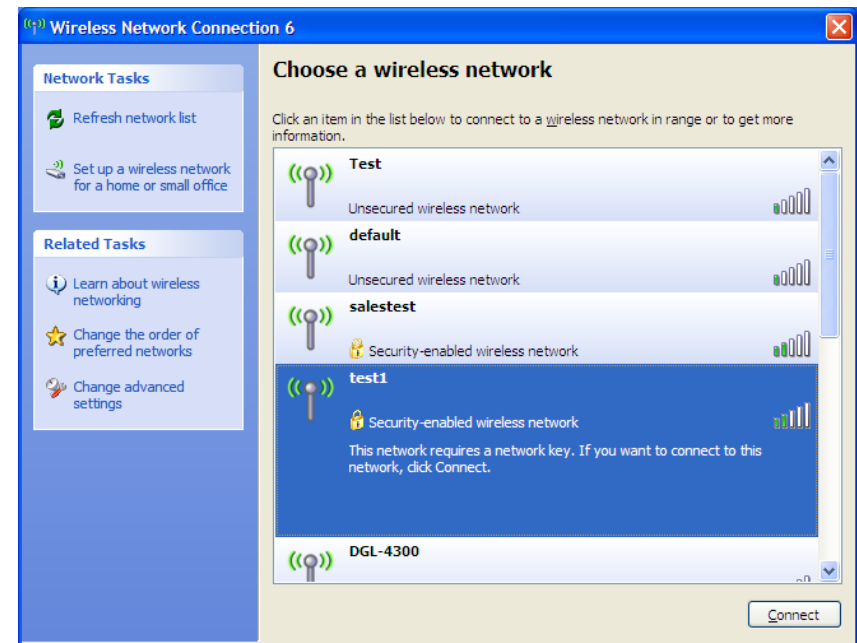 Wireless Network Connection 6
Network Tasks
Refresh network list
Set up a wireless network
for a home or small office
Related Tasks
Learn about wireless
networking
Change the order of
preferred networks
Change advanced
settings
Choose a wireless network
Click an item in the list below to connect to a wireless network in range or to get more
information.
Test
Unsecured wireless network
default
Unsecured wireless network
salestest
Security-enabled wireless network
test1
Security-enabled wireless network
This network requires a network key. If you want to connect to this
network, click Connect.
DGL-4300
Connect